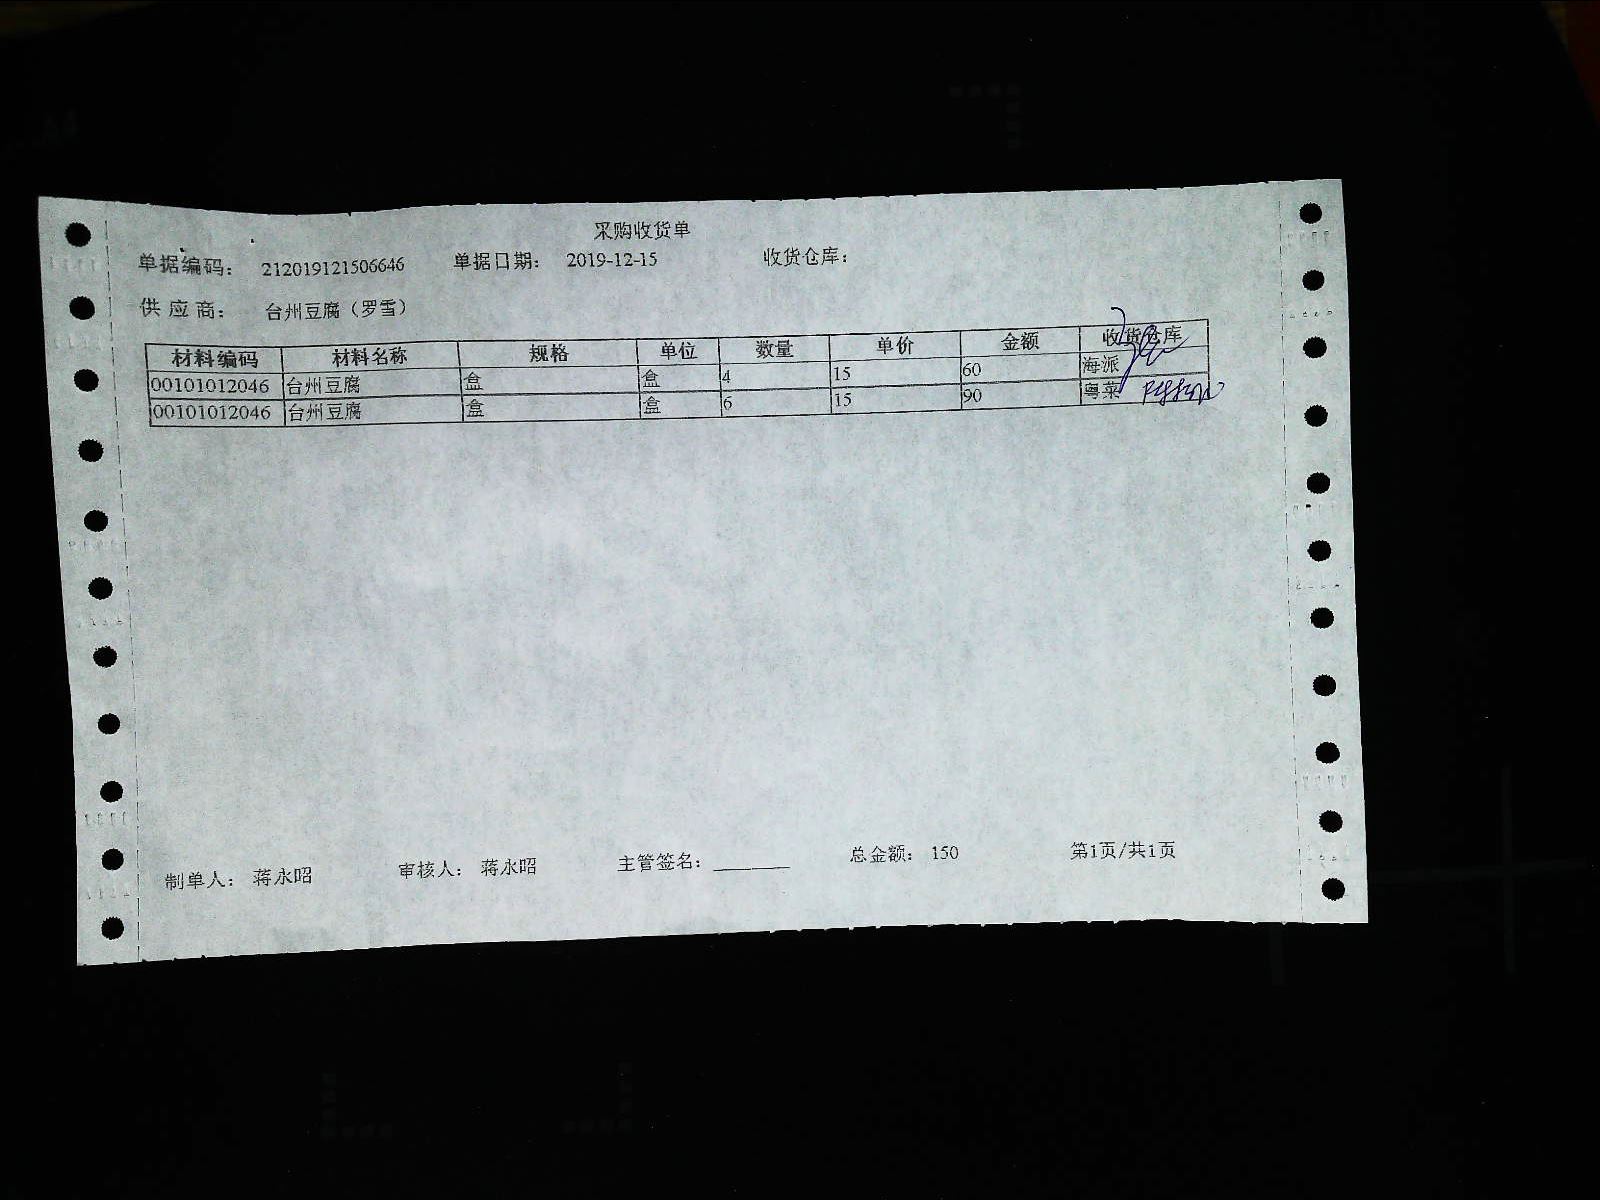 采购收货单
单据编码: 212019121506646 单据日期: 2019-12-15 收货仓库:
供应商: 台州豆腐（罗雪）
材料编码 材料名称 规格 单位 数量 单价 金额 收货仓库
00101012046 台州豆腐 盒 盒 4 15 60 海派
00101012046 台州豆腐 盒 盒 6 15 90 粤菜
制单人: 蒋永昭 审核人: 蒋永昭 主管签名: 总金额: 150 第1页/共1页